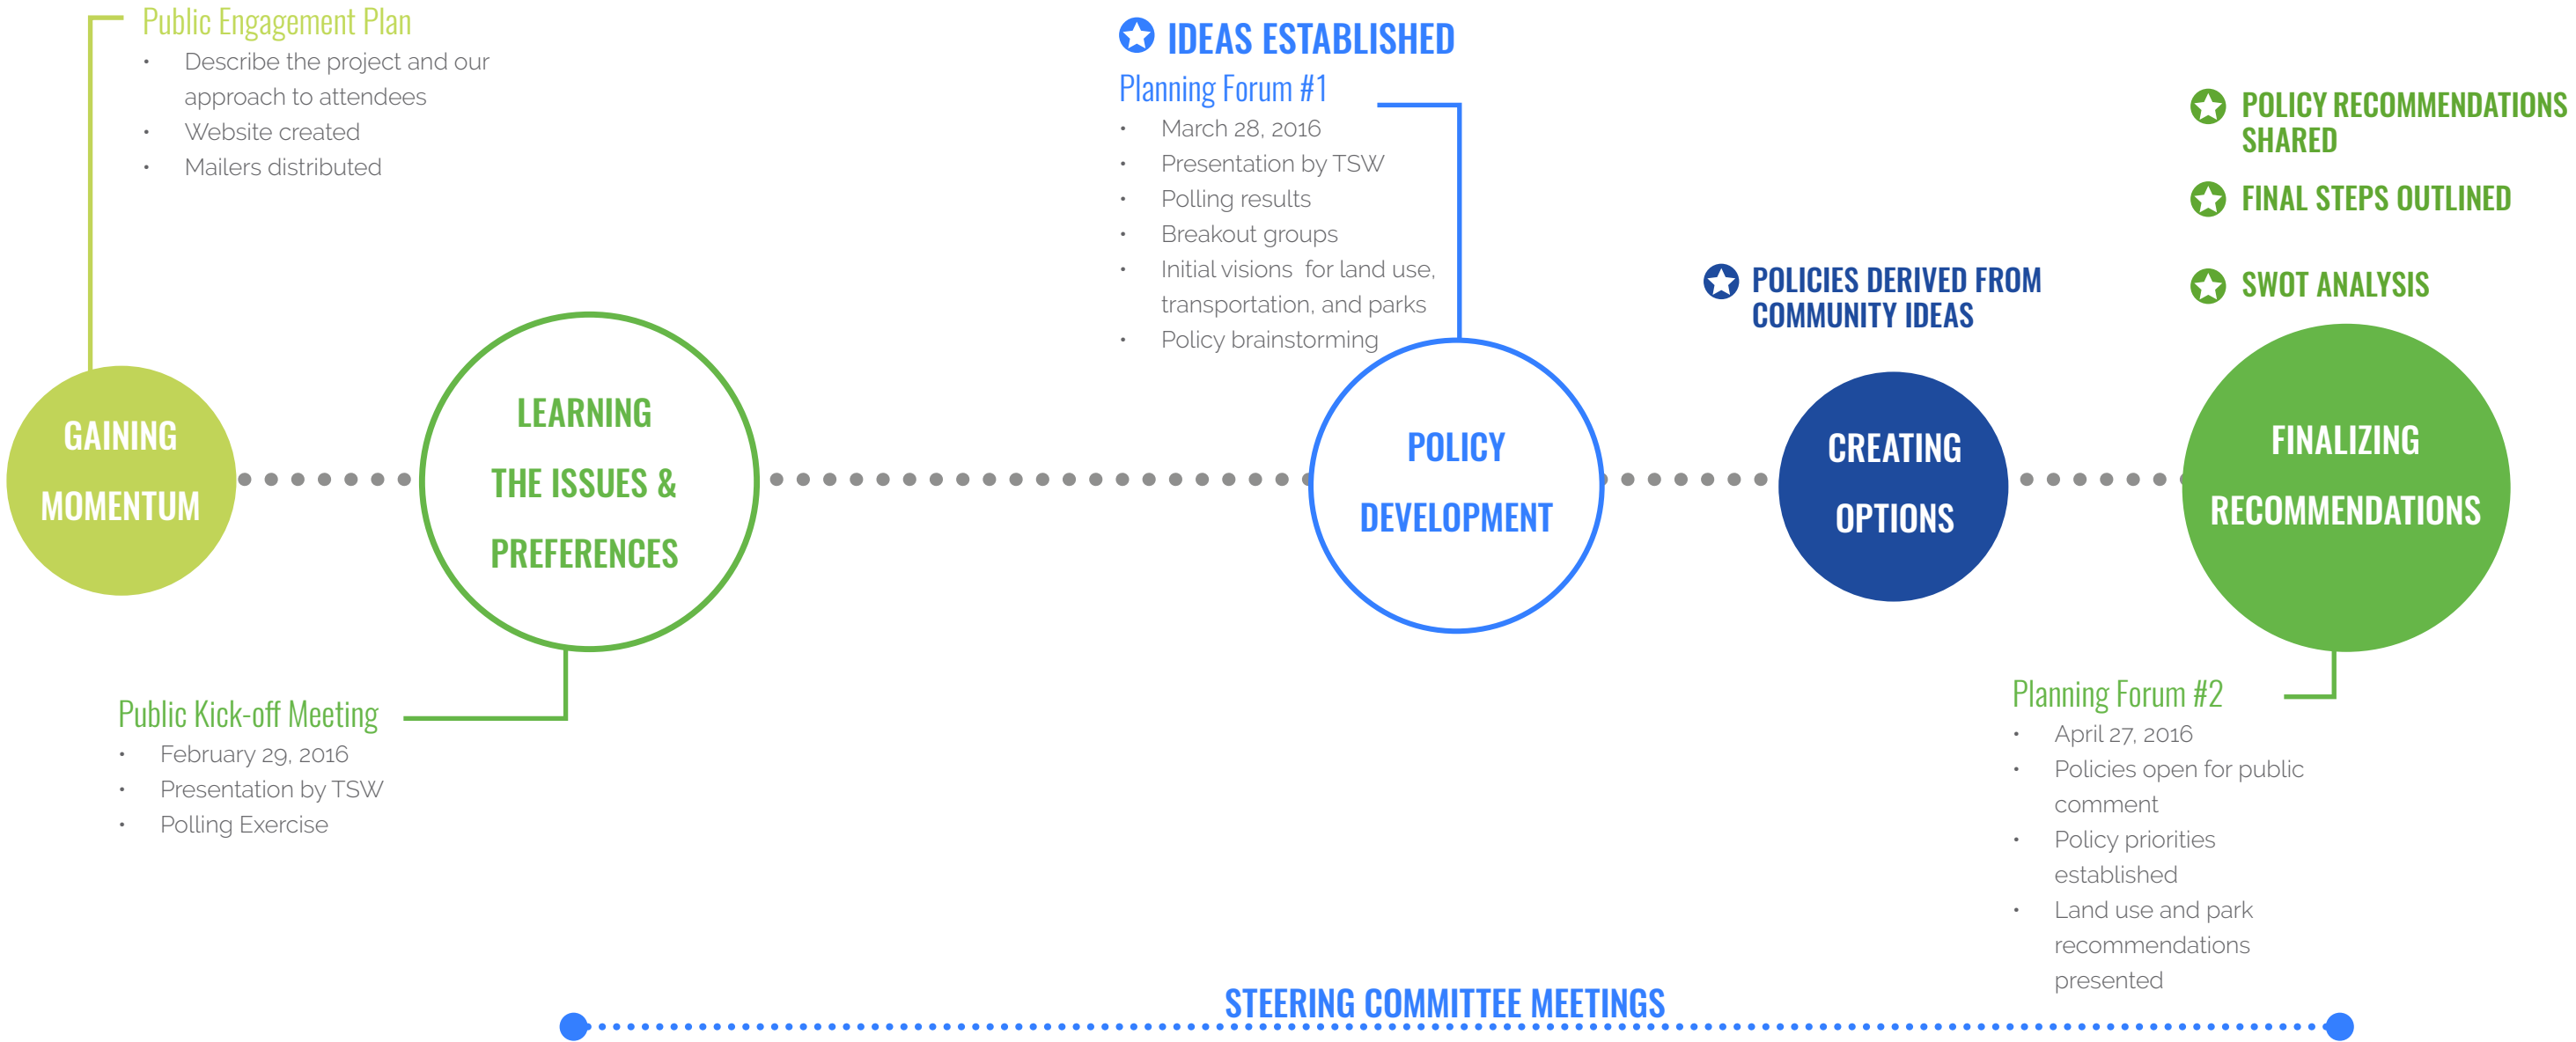 Public Engagement Plan
• Describe the project and our
approach to attendees
• Website created
• Mailers distributed
GAINING
MOMENTUM
LEARNING
THE ISSUES &
PREFERENCES
Public Kick-off Meeting
• February 29, 2016
• Presentation by TSW
• Polling Exercise
IDEAS ESTABLISHED
Planning Forum #1
• March 28, 2016
• Presentation by TSW
• Polling results
• Breakout groups
• Initial visions for land use,
transportation, and parks
• Policy brainstorming
POLICY
DEVELOPMENT
POLICIES DERIVED FROM
COMMUNITY IDEAS
CREATING
OPTIONS
POLICY RECOMMENDATIONS
SHARED
FINAL STEPS OUTLINED
SWOT ANALYSIS
FINALIZING
RECOMMENDATIONS
Planning Forum #2
• April 27, 2016
• Policies open for public
comment
• Policy priorities
established
• Land use and park
recommendations
presented
STEERING COMMITTEE MEETINGS